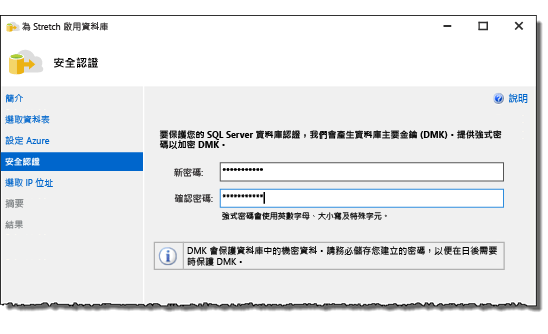 為 Stretch 啟用資料庫
安全認證
簡介
說明
選取資料表
設定 Azure
安全認證
選取 IP 位址
摘要
結果
要保護您的 SQL Server 資料庫認證，我們會產生資料庫主要金鑰 (DMK)。提供強式密
碼以加密 DMK。
新密碼: •••••••••••
確認密碼: •••••••••••
強式密碼會使用英數字母、大小寫及特殊字元。
DMK 會保護資料庫中的機密資料。請務必儲存您建立的密碼，以便在日後需要
時保護 DMK。